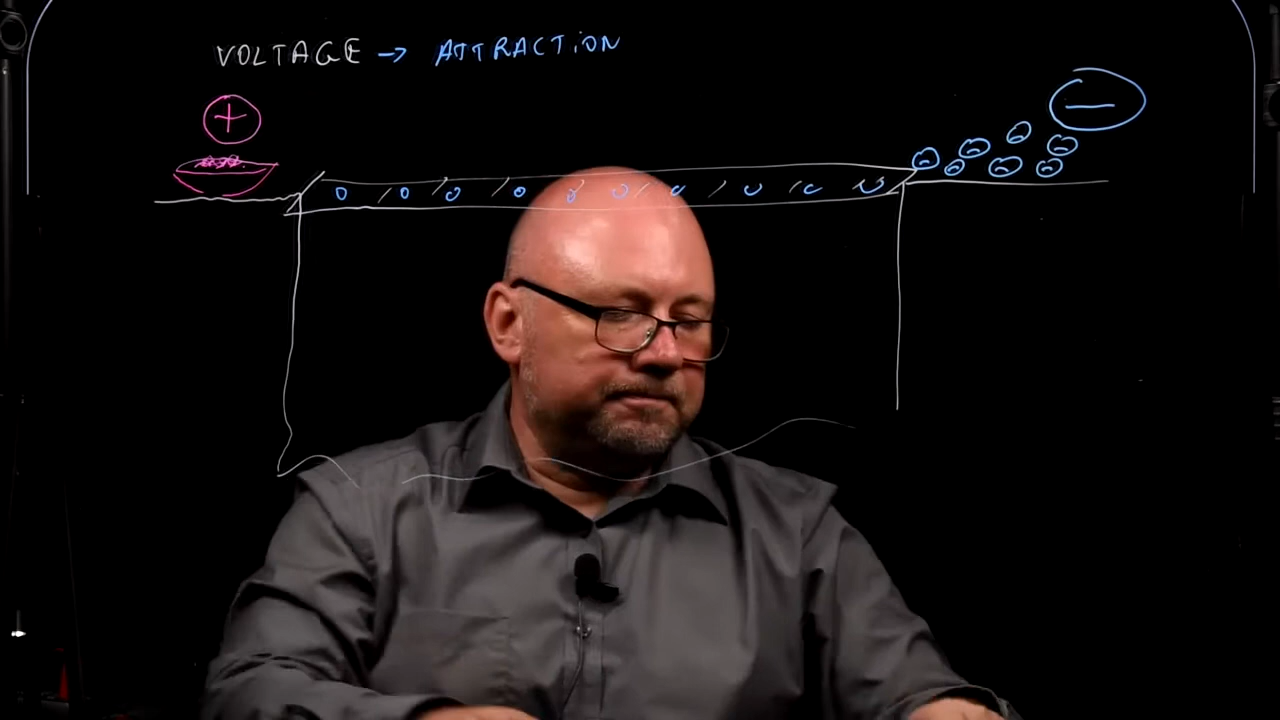 VOLTAGE → ATTRACTION
+
−